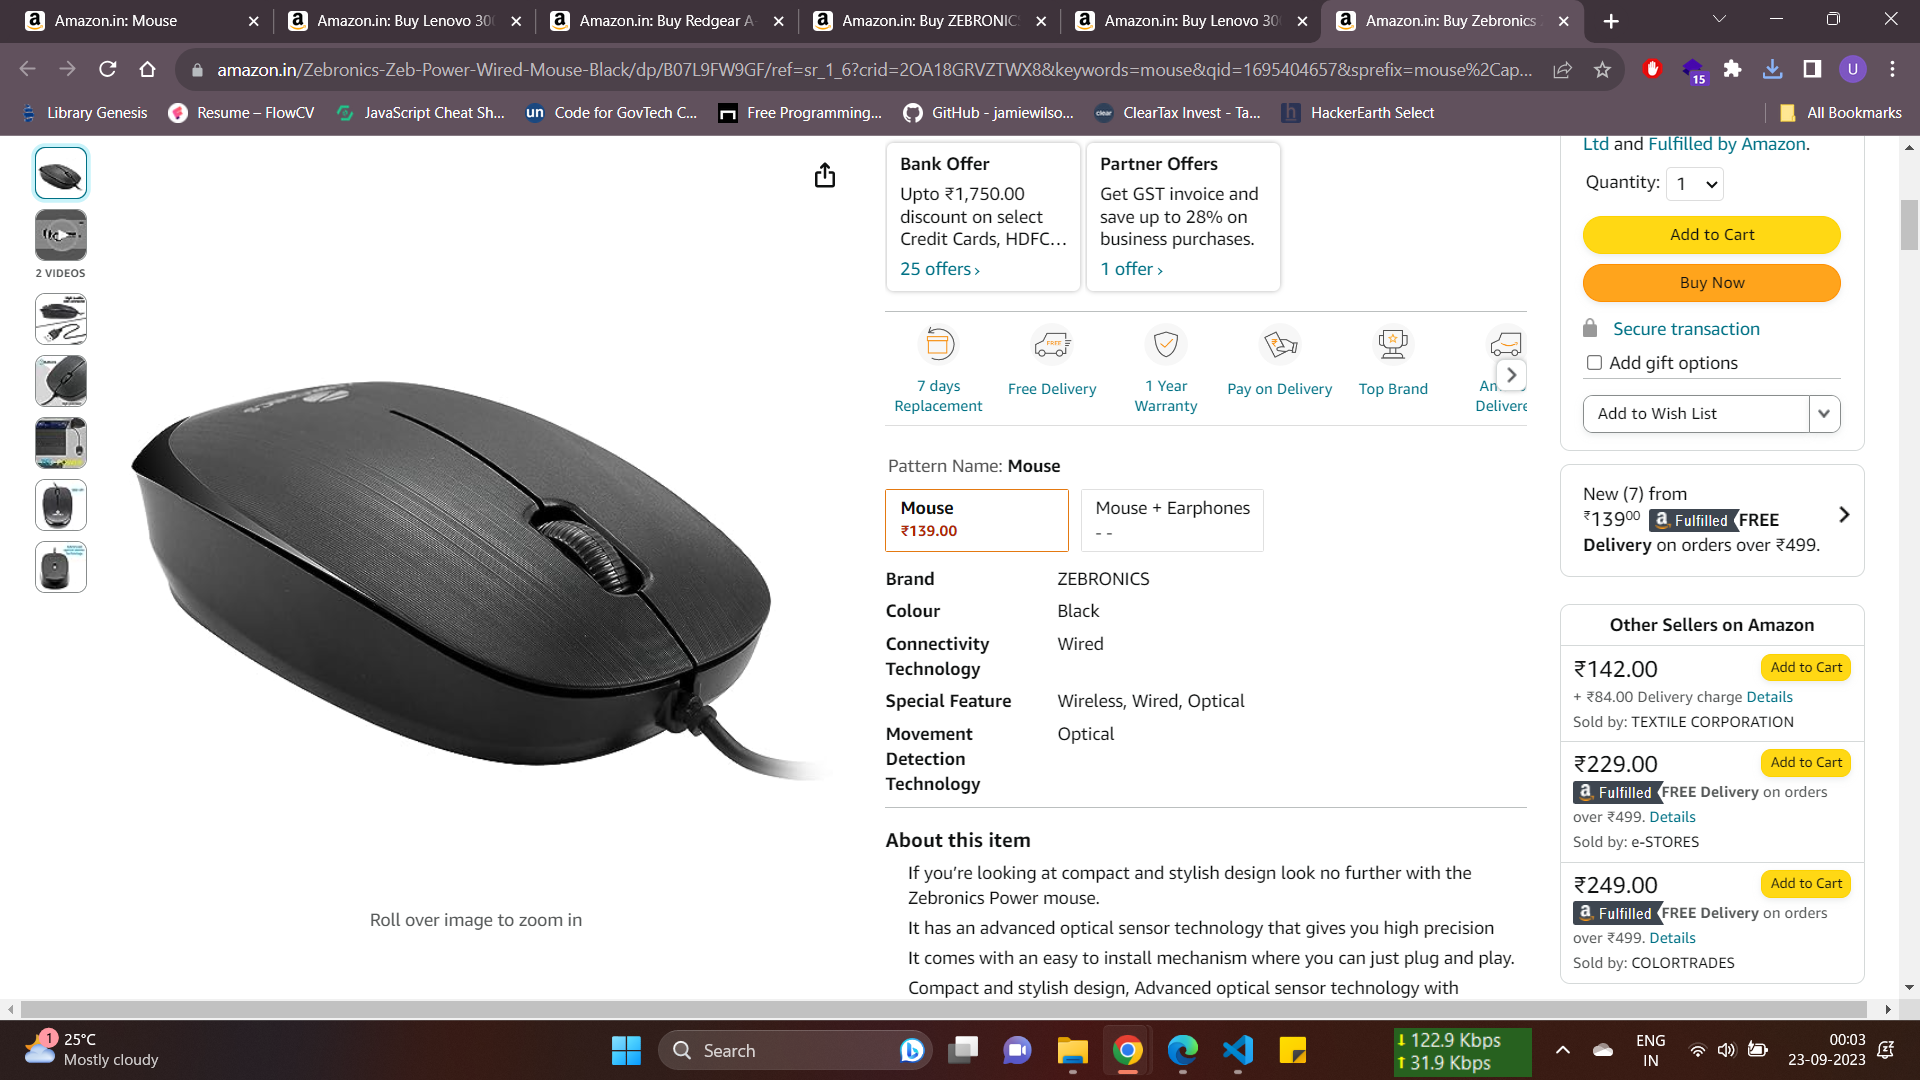 Amazon.in: Mouse
Amazon.in: Buy Lenovo 300
Amazon.in: Buy Redgear A
Amazon.in: Buy ZEBRONIC
Amazon.in: Buy Lenovo 300
Amazon.in: Buy Zebronics
amazon.in/Zebronics-Zeb-Power-Wired-Mouse-Black/dp/B07L9FW9GF/ref=sr_1_6?crid=2OA18GRVZTWX8&keywords=mouse&qid=1695404657&sprefix=mouse%2Cap...
15
U
Library Genesis
Resume – FlowCV
JavaScript Cheat Sh...
un Code for GovTech C...
Free Programming...
GitHub - jamiewilso...
clear ClearTax Invest - Ta...
h HackerEarth Select
All Bookmarks
2 VIDEOS
Roll over image to zoom in
Bank Offer
Upto ₹1,750.00
discount on select
Credit Cards, HDFC...
25 offers ›
Partner Offers
Get GST invoice and
save up to 28% on
business purchases.
1 offer ›
7 days
Replacement
FREE
Free Delivery
1 Year
Warranty
Pay on Delivery
Top Brand
Delivere
Pattern Name: Mouse
Mouse
₹139.00
Mouse + Earphones
- -
Brand ZEBRONICS
Colour Black
Connectivity Wired
Technology
Special Feature Wireless, Wired, Optical
Movement Optical
Detection
Technology
About this item
If you’re looking at compact and stylish design look no further with the
Zebronics Power mouse.
It has an advanced optical sensor technology that gives you high precision
It comes with an easy to install mechanism where you can just plug and play.
Compact and stylish design, Advanced optical sensor technology with
Ltd and Fulfilled by Amazon.
Quantity: 1
Add to Cart
Buy Now
Secure transaction
Add gift options
Add to Wish List
New (7) from
₹139⁰⁰ a Fulfilled FREE
Delivery on orders over ₹499.
Other Sellers on Amazon
₹142.00 Add to Cart
+ ₹84.00 Delivery charge Details
Sold by: TEXTILE CORPORATION
₹229.00 Add to Cart
a Fulfilled FREE Delivery on orders
over ₹499. Details
Sold by: e-STORES
₹249.00 Add to Cart
a Fulfilled FREE Delivery on orders
over ₹499. Details
Sold by: COLORTRADES
1
25°C
Mostly cloudy
Search
122.9 Kbps
31.9 Kbps
ENG
IN
00:03
23-09-2023